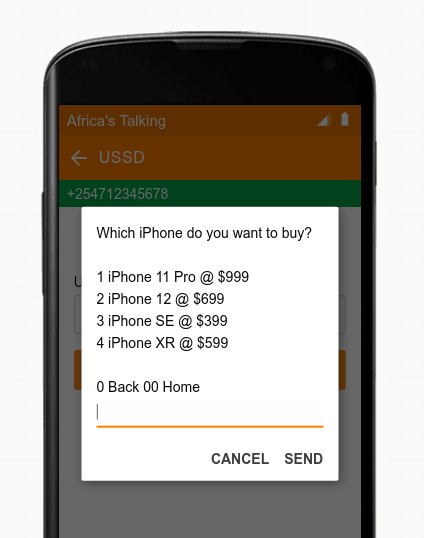 Africa's Talking
USSD
+254712345678
Which iPhone do you want to buy?
1 iPhone 11 Pro @ $999
2 iPhone 12 @ $699
3 iPhone SE @ $399
4 iPhone XR @ $599
0 Back 00 Home
CANCEL SEND